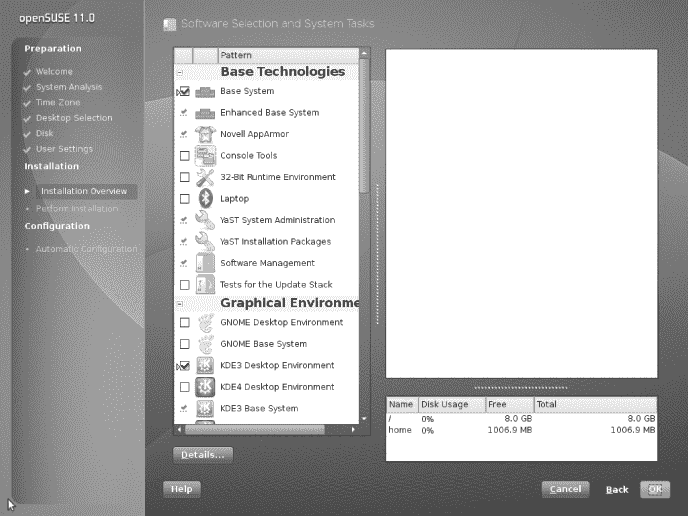 openSUSE 11.0
Preparation
Welcome
System Analysis
Time Zone
Desktop Selection
Disk
User Settings
Installation
Installation Overview
Perform Installation
Configuration
Automatic Configuration
Software Selection and System Tasks
Pattern
Base Technologies
Base System
Enhanced Base System
Novell AppArmor
Console Tools
32-Bit Runtime Environment
Laptop
YaST System Administration
YaST Installation Packages
Software Management
Tests for the Update Stack
Graphical Environme
GNOME Desktop Environment
GNOME Base System
KDE3 Desktop Environment
KDE4 Desktop Environment
KDE3 Base System
Details...
Name Disk Usage Free Total
/ 0% 8.0 GB 8.0 GB
home 0% 1006.9 MB 1006.9 MB
Help Cancel Back OK